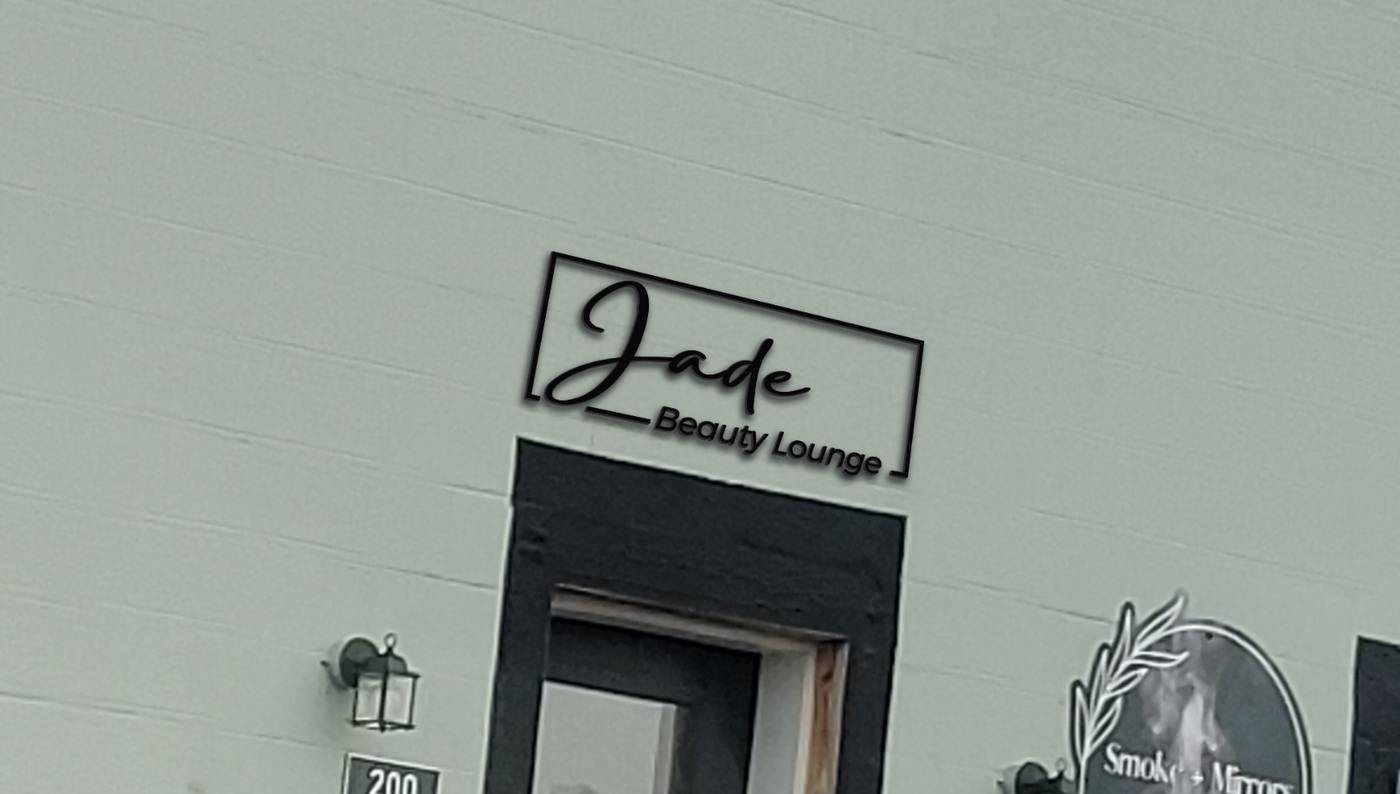 Jade
Beauty Lounge
200
Smoke + Mirrors